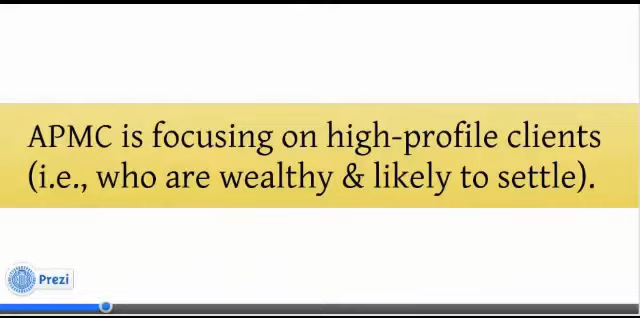 APMC is focusing on high-profile clients
(i.e., who are wealthy & likely to settle).
Prezi